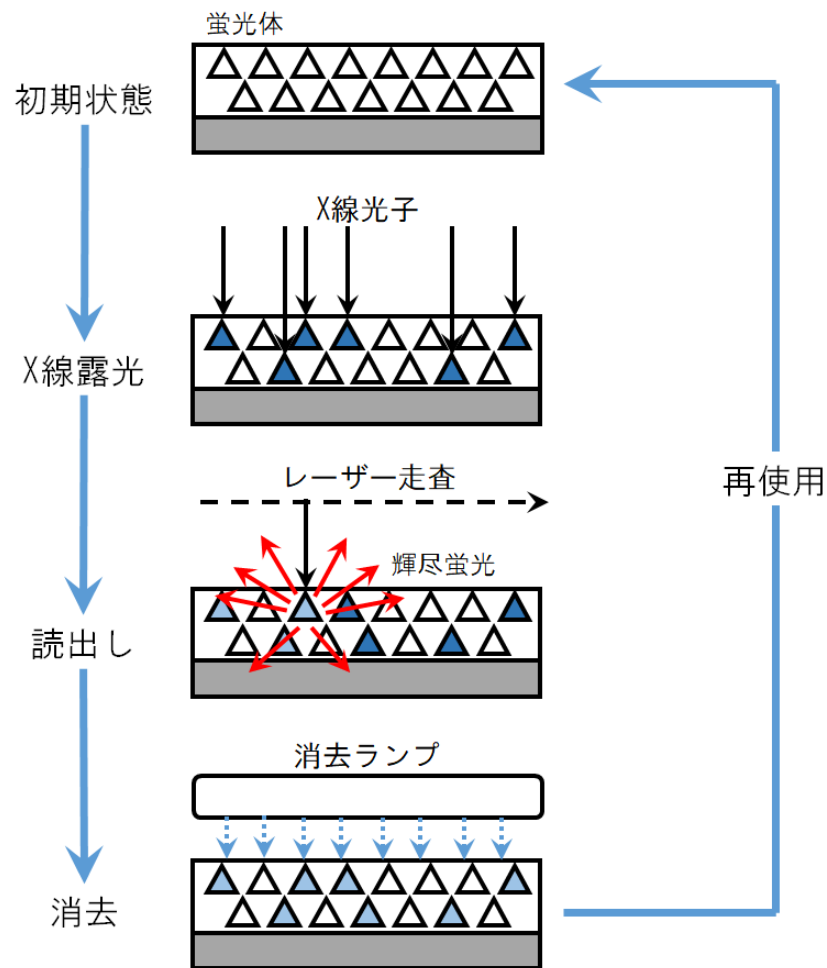 蛍光体
初期状態
X線光子
X線露光
レーザー走査
再使用
輝尽蛍光
読出し
消去ランプ
消去